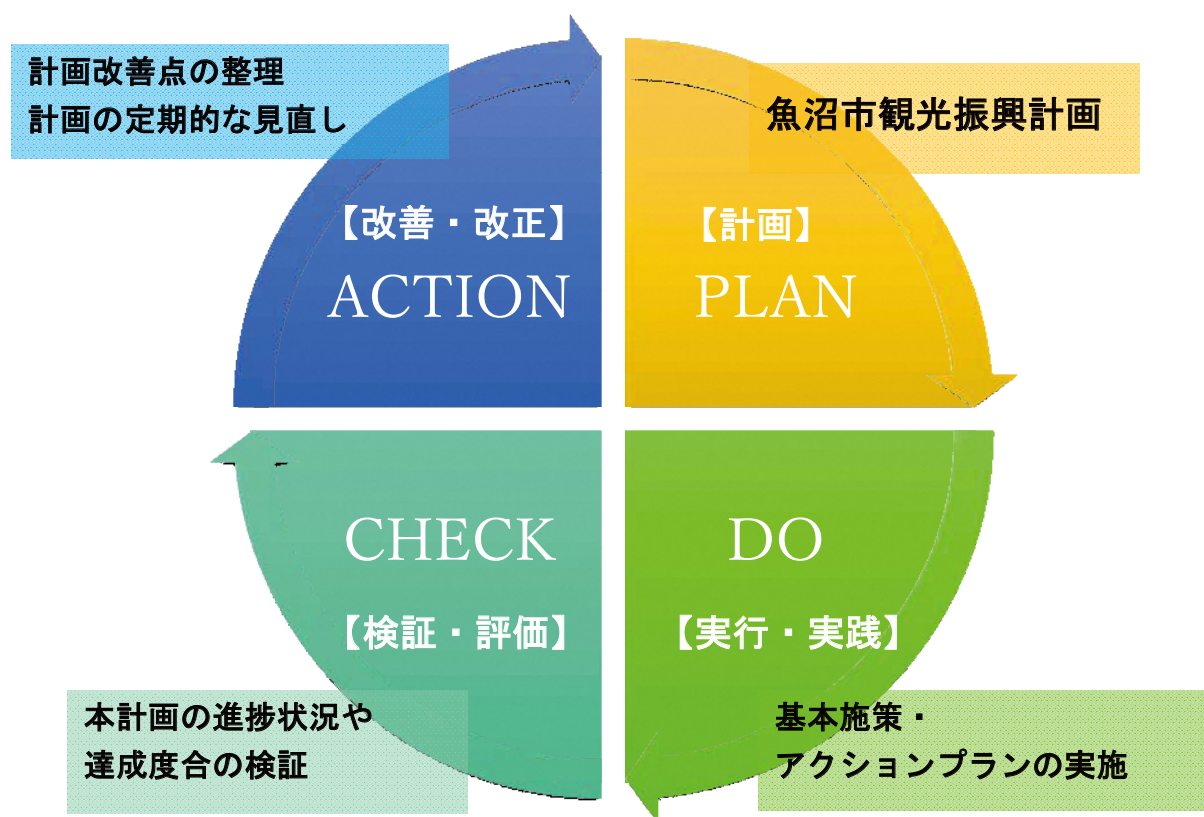 計画改善点の整理
計画の定期的な見直し
【改善・改正】
ACTION
魚沼市観光振興計画
【計画】
PLAN
DO
【実行・実践】
基本施策・
アクションプランの実施
CHECK
【検証・評価】
本計画の進捗状況や
達成度合の検証